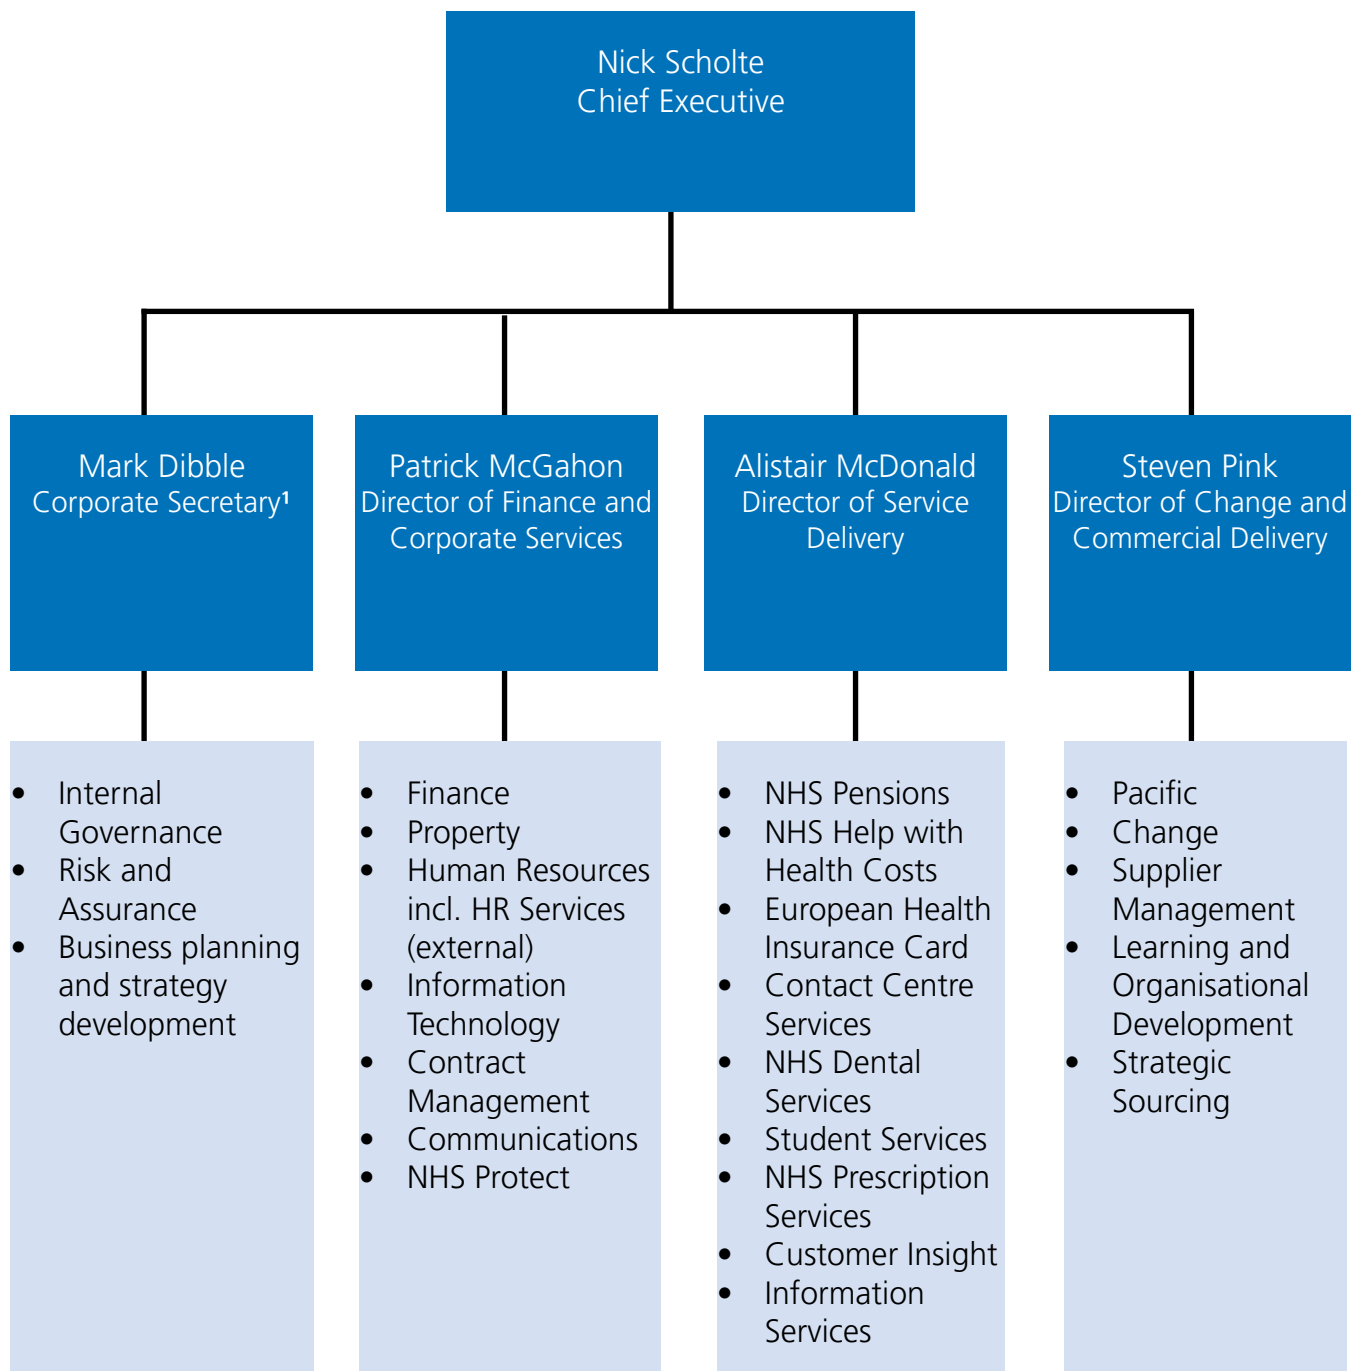 Nick Scholte
Chief Executive
Mark Dibble
Corporate Secretary¹
Patrick McGahon
Director of Finance and
Corporate Services
Alistair McDonald
Director of Service
Delivery
Steven Pink
Director of Change and
Commercial Delivery
• Internal
Governance
• Risk and
Assurance
• Business planning
and strategy
development
• Finance
• Property
• Human Resources
incl. HR Services
(external)
• Information
Technology
• Contract
Management
• Communications
• NHS Protect
• NHS Pensions
• NHS Help with
Health Costs
• European Health
Insurance Card
• Contact Centre
Services
• NHS Dental
Services
• Student Services
• NHS Prescription
Services
• Customer Insight
• Information
Services
• Pacific
• Change
• Supplier
Management
• Learning and
Organisational
Development
• Strategic
Sourcing